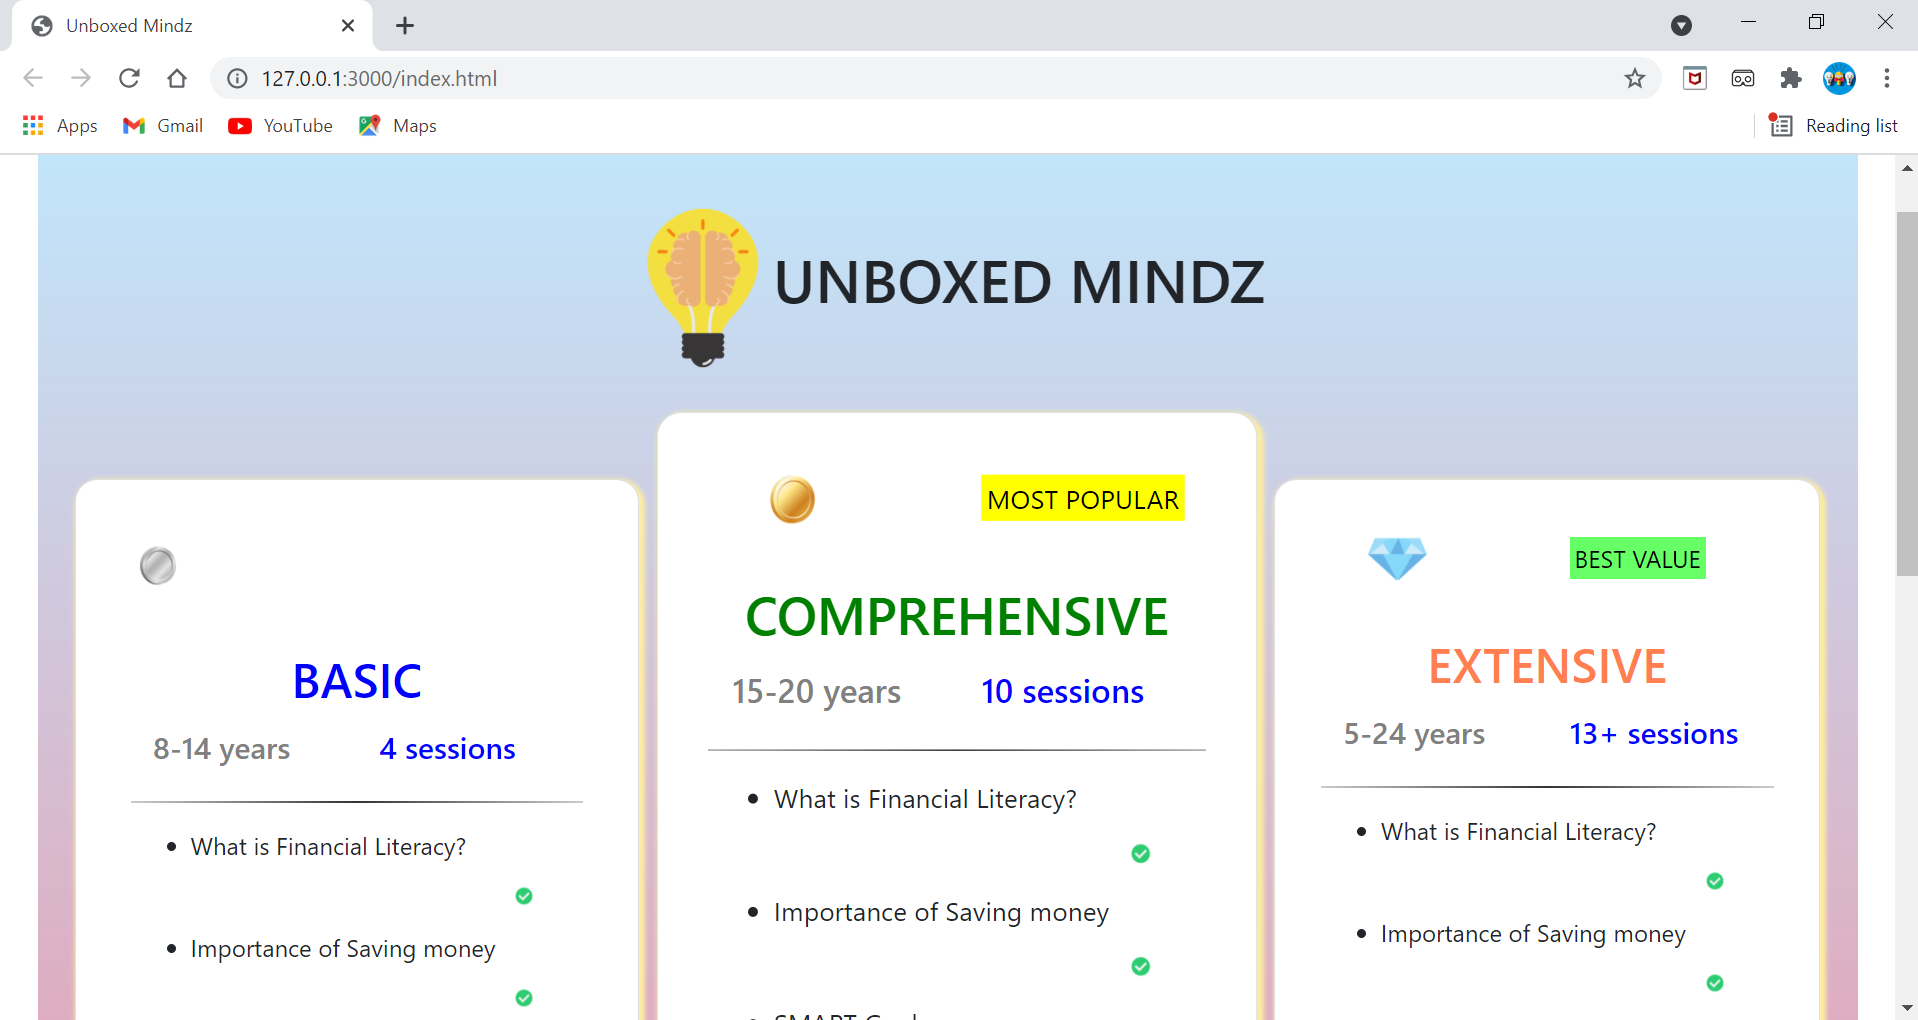 Unboxed Mindz
127.0.0.1:3000/index.html
Apps
Gmail
YouTube
Maps
Reading list
UNBOXED MINDZ
BASIC
8-14 years 4 sessions
What is Financial Literacy?
Importance of Saving money
MOST POPULAR
COMPREHENSIVE
15-20 years 10 sessions
What is Financial Literacy?
Importance of Saving money
BEST VALUE
EXTENSIVE
5-24 years 13+ sessions
What is Financial Literacy?
Importance of Saving money